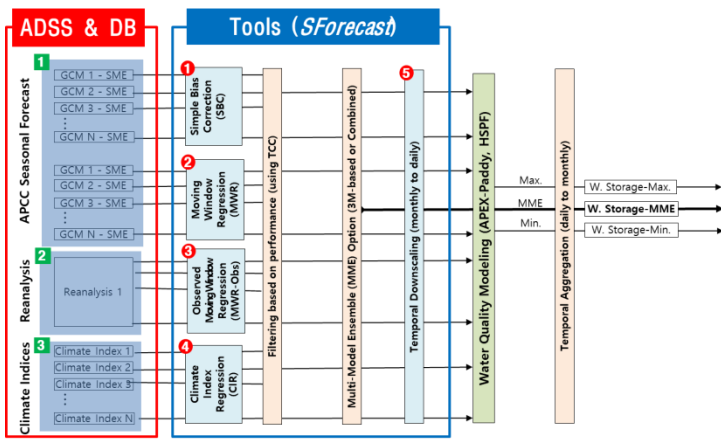 ADSS & DB
Tools (SForecast)
1
APCC Seasonal Forecast
GCM 1 - SME
GCM 2 - SME
GCM 3 - SME
⋮
GCM N - SME
GCM 1 - SME
GCM 2 - SME
GCM 3 - SME
⋮
GCM N - SME
2
Reanalysis
Reanalysis 1
3
Climate Indices
Climate Index 1
Climate Index 2
Climate Index 3
⋮
Climate Index N
1
Simple Bias
Correction
(SBC)
2
Moving
Window
Regression
(MWR)
3
Observed
MovingWindow
Regression
(MWR-Obs)
4
Climate
Index
Regression
(CIR)
Filtering based on performance (using TCC)
Multi-Model Ensemble (MME) Option (3M-based or Combined)
5
Temporal Downscaling (monthly to daily)
Water Quality Modeling (APEX-Paddy, HSPF)
Max.
MME
Min.
Temporal Aggregation (daily to monthly)
W. Storage-Max.
W. Storage-MME
W. Storage-Min.